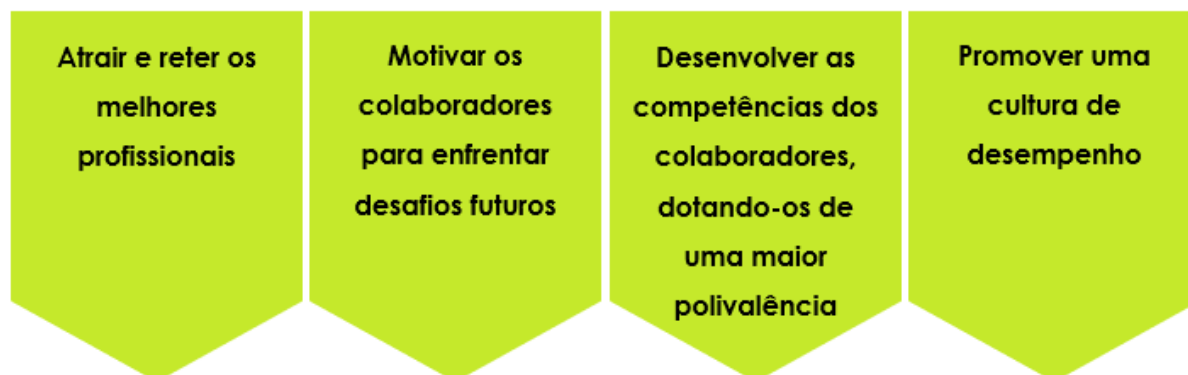 Atrair e reter os
melhores
profissionais
Motivar os
colaboradores
para enfrentar
desafios futuros
Desenvolver as
competências dos
colaboradores,
dotando-os de
uma maior
polivalência
Promover uma
cultura de
desempenho